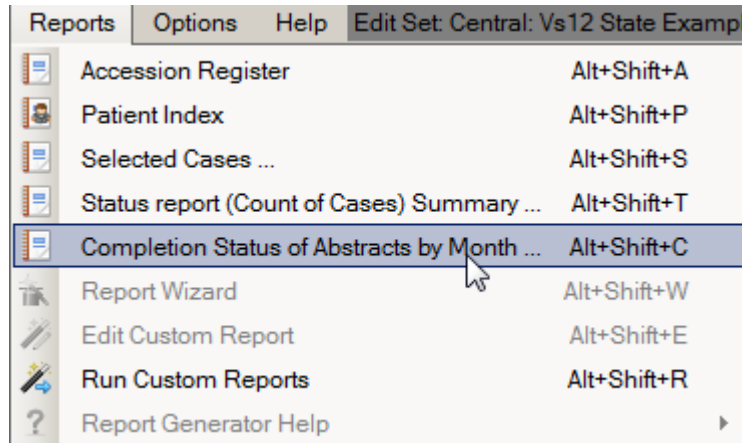 Reports Options Help Edit Set: Central: Vs12 State Exampl
Accession Register Alt+Shift+A
Patient Index Alt+Shift+P
Selected Cases ... Alt+Shift+S
Status report (Count of Cases) Summary ... Alt+Shift+T
Completion Status of Abstracts by Month ... Alt+Shift+C
Report Wizard Alt+Shift+W
Edit Custom Report Alt+Shift+E
Run Custom Reports Alt+Shift+R
Report Generator Help